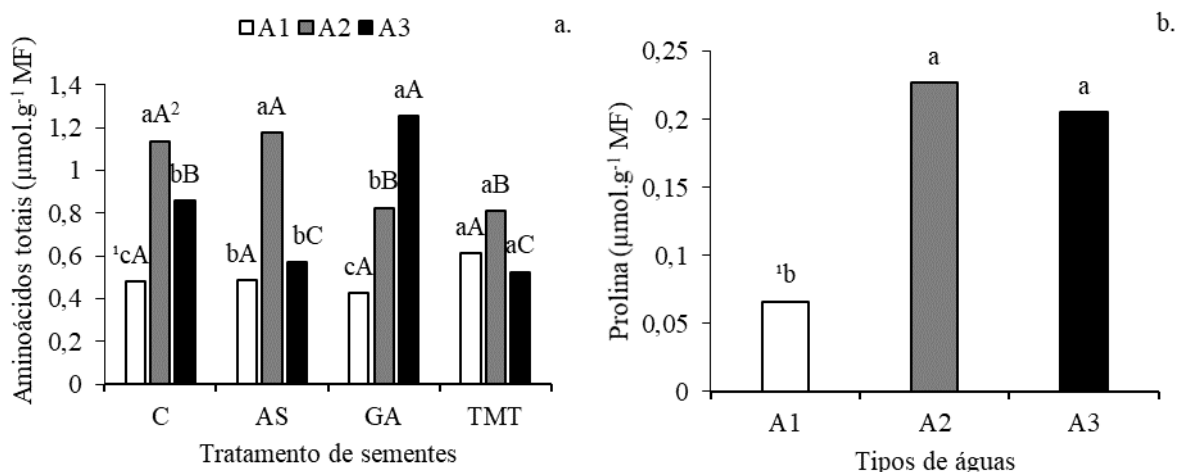 A1 A2 A3
a.
Aminoácidos totais (µmol.g⁻¹ MF)
1,4
1,2
1
0,8
0,6
0,4
0,2
0
¹cA aA² bB
bA aA bC
cA bB aA
aA aB aC
C AS GA TMT
Tratamento de sementes
b.
Prolina (µmol.g⁻¹ MF)
0,25
0,2
0,15
0,1
0,05
0
¹b a a
A1 A2 A3
Tipos de águas